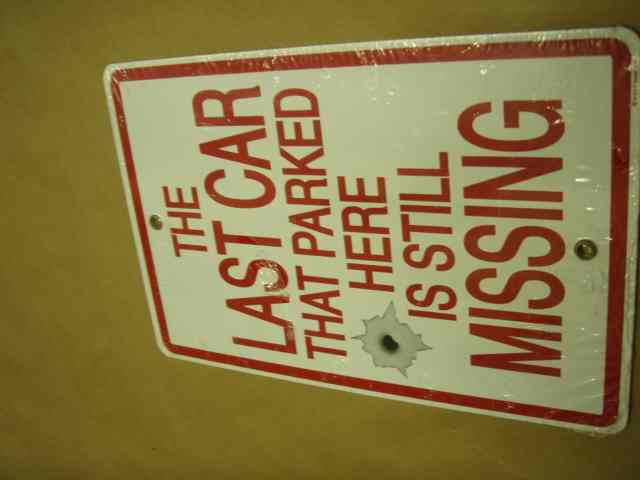 THE
LAST CAR
THAT PARKED
HERE
IS STILL
MISSING